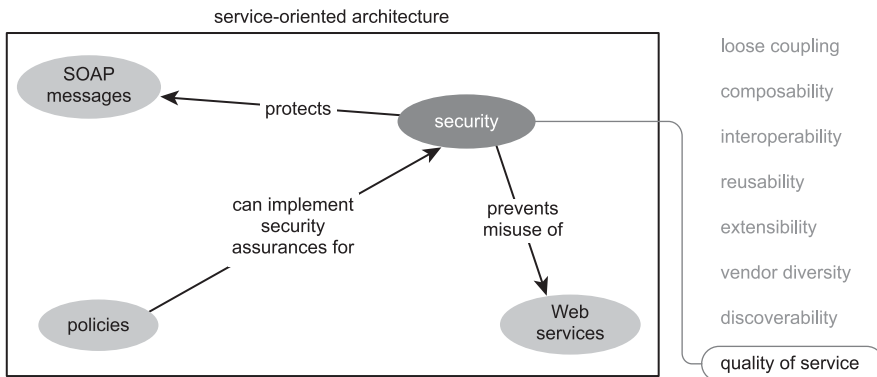 service-oriented architecture
SOAP
messages
protects
security
can implement
security
assurances for
prevents
misuse of
policies
Web
services
loose coupling
composability
interoperability
reusability
extensibility
vendor diversity
discoverability
quality of service